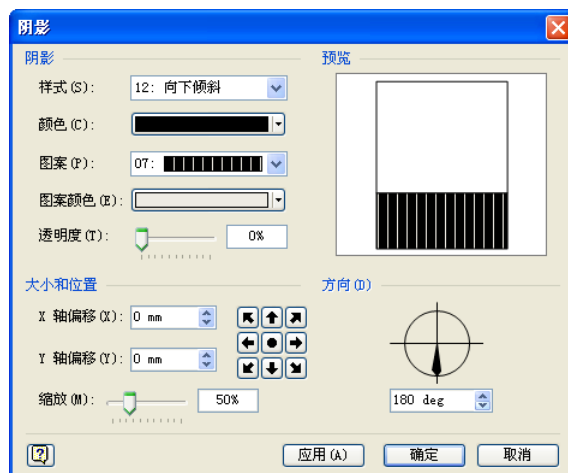 阴影
阴影
预览
样式(S):
12: 向下倾斜
颜色(C):
图案(P):
07:
图案颜色(E):
透明度(T):
0%
大小和位置
方向(D)
X 轴偏移(X):
0 mm
Y 轴偏移(Y):
0 mm
缩放(M):
50%
180 deg
应用(A)
确定
取消